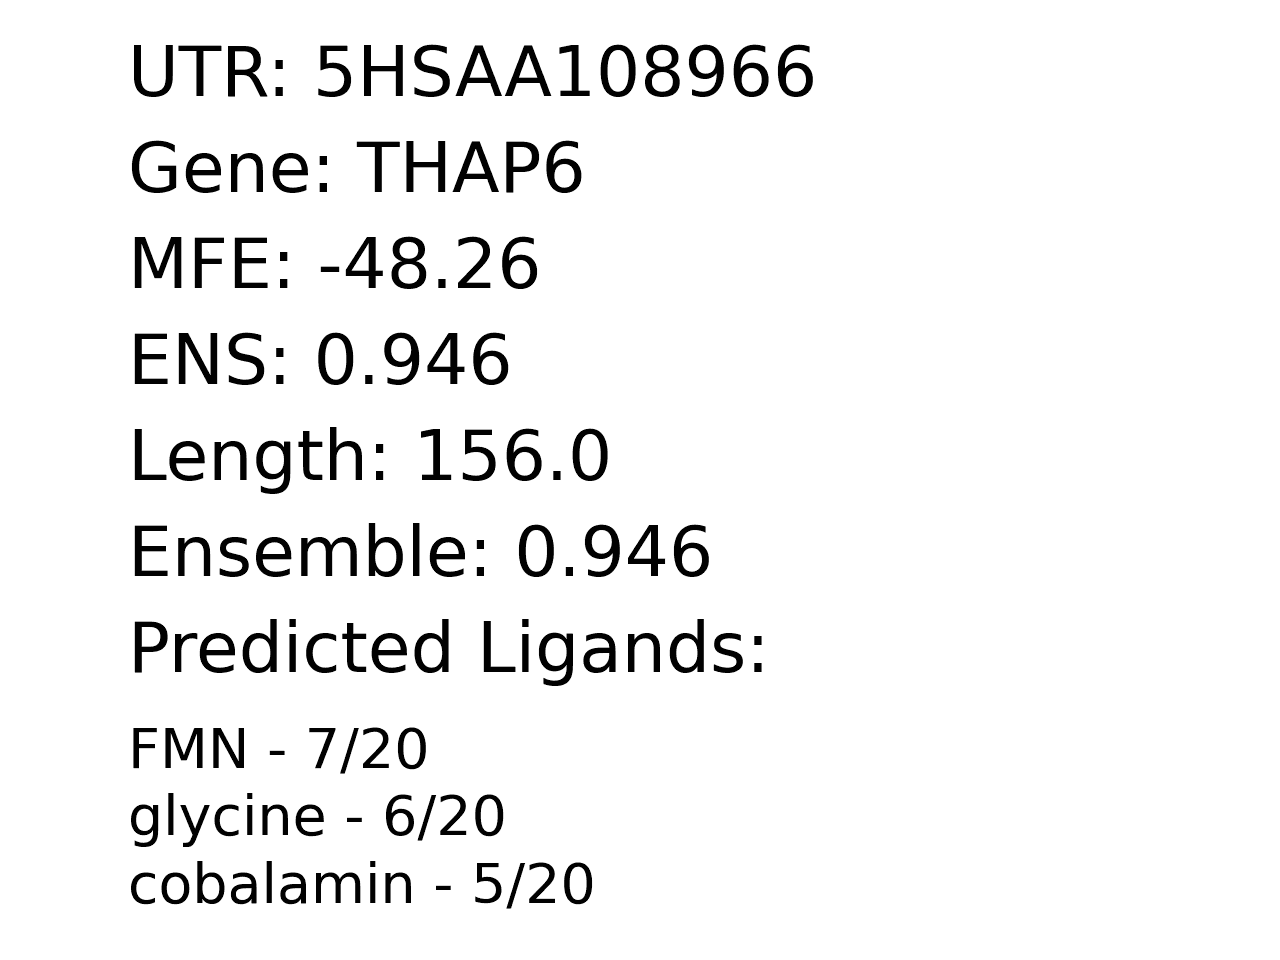 UTR: 5HSAA108966
Gene: THAP6
MFE: -48.26
ENS: 0.946
Length: 156.0
Ensemble: 0.946
Predicted Ligands:
FMN - 7/20
glycine - 6/20
cobalamin - 5/20